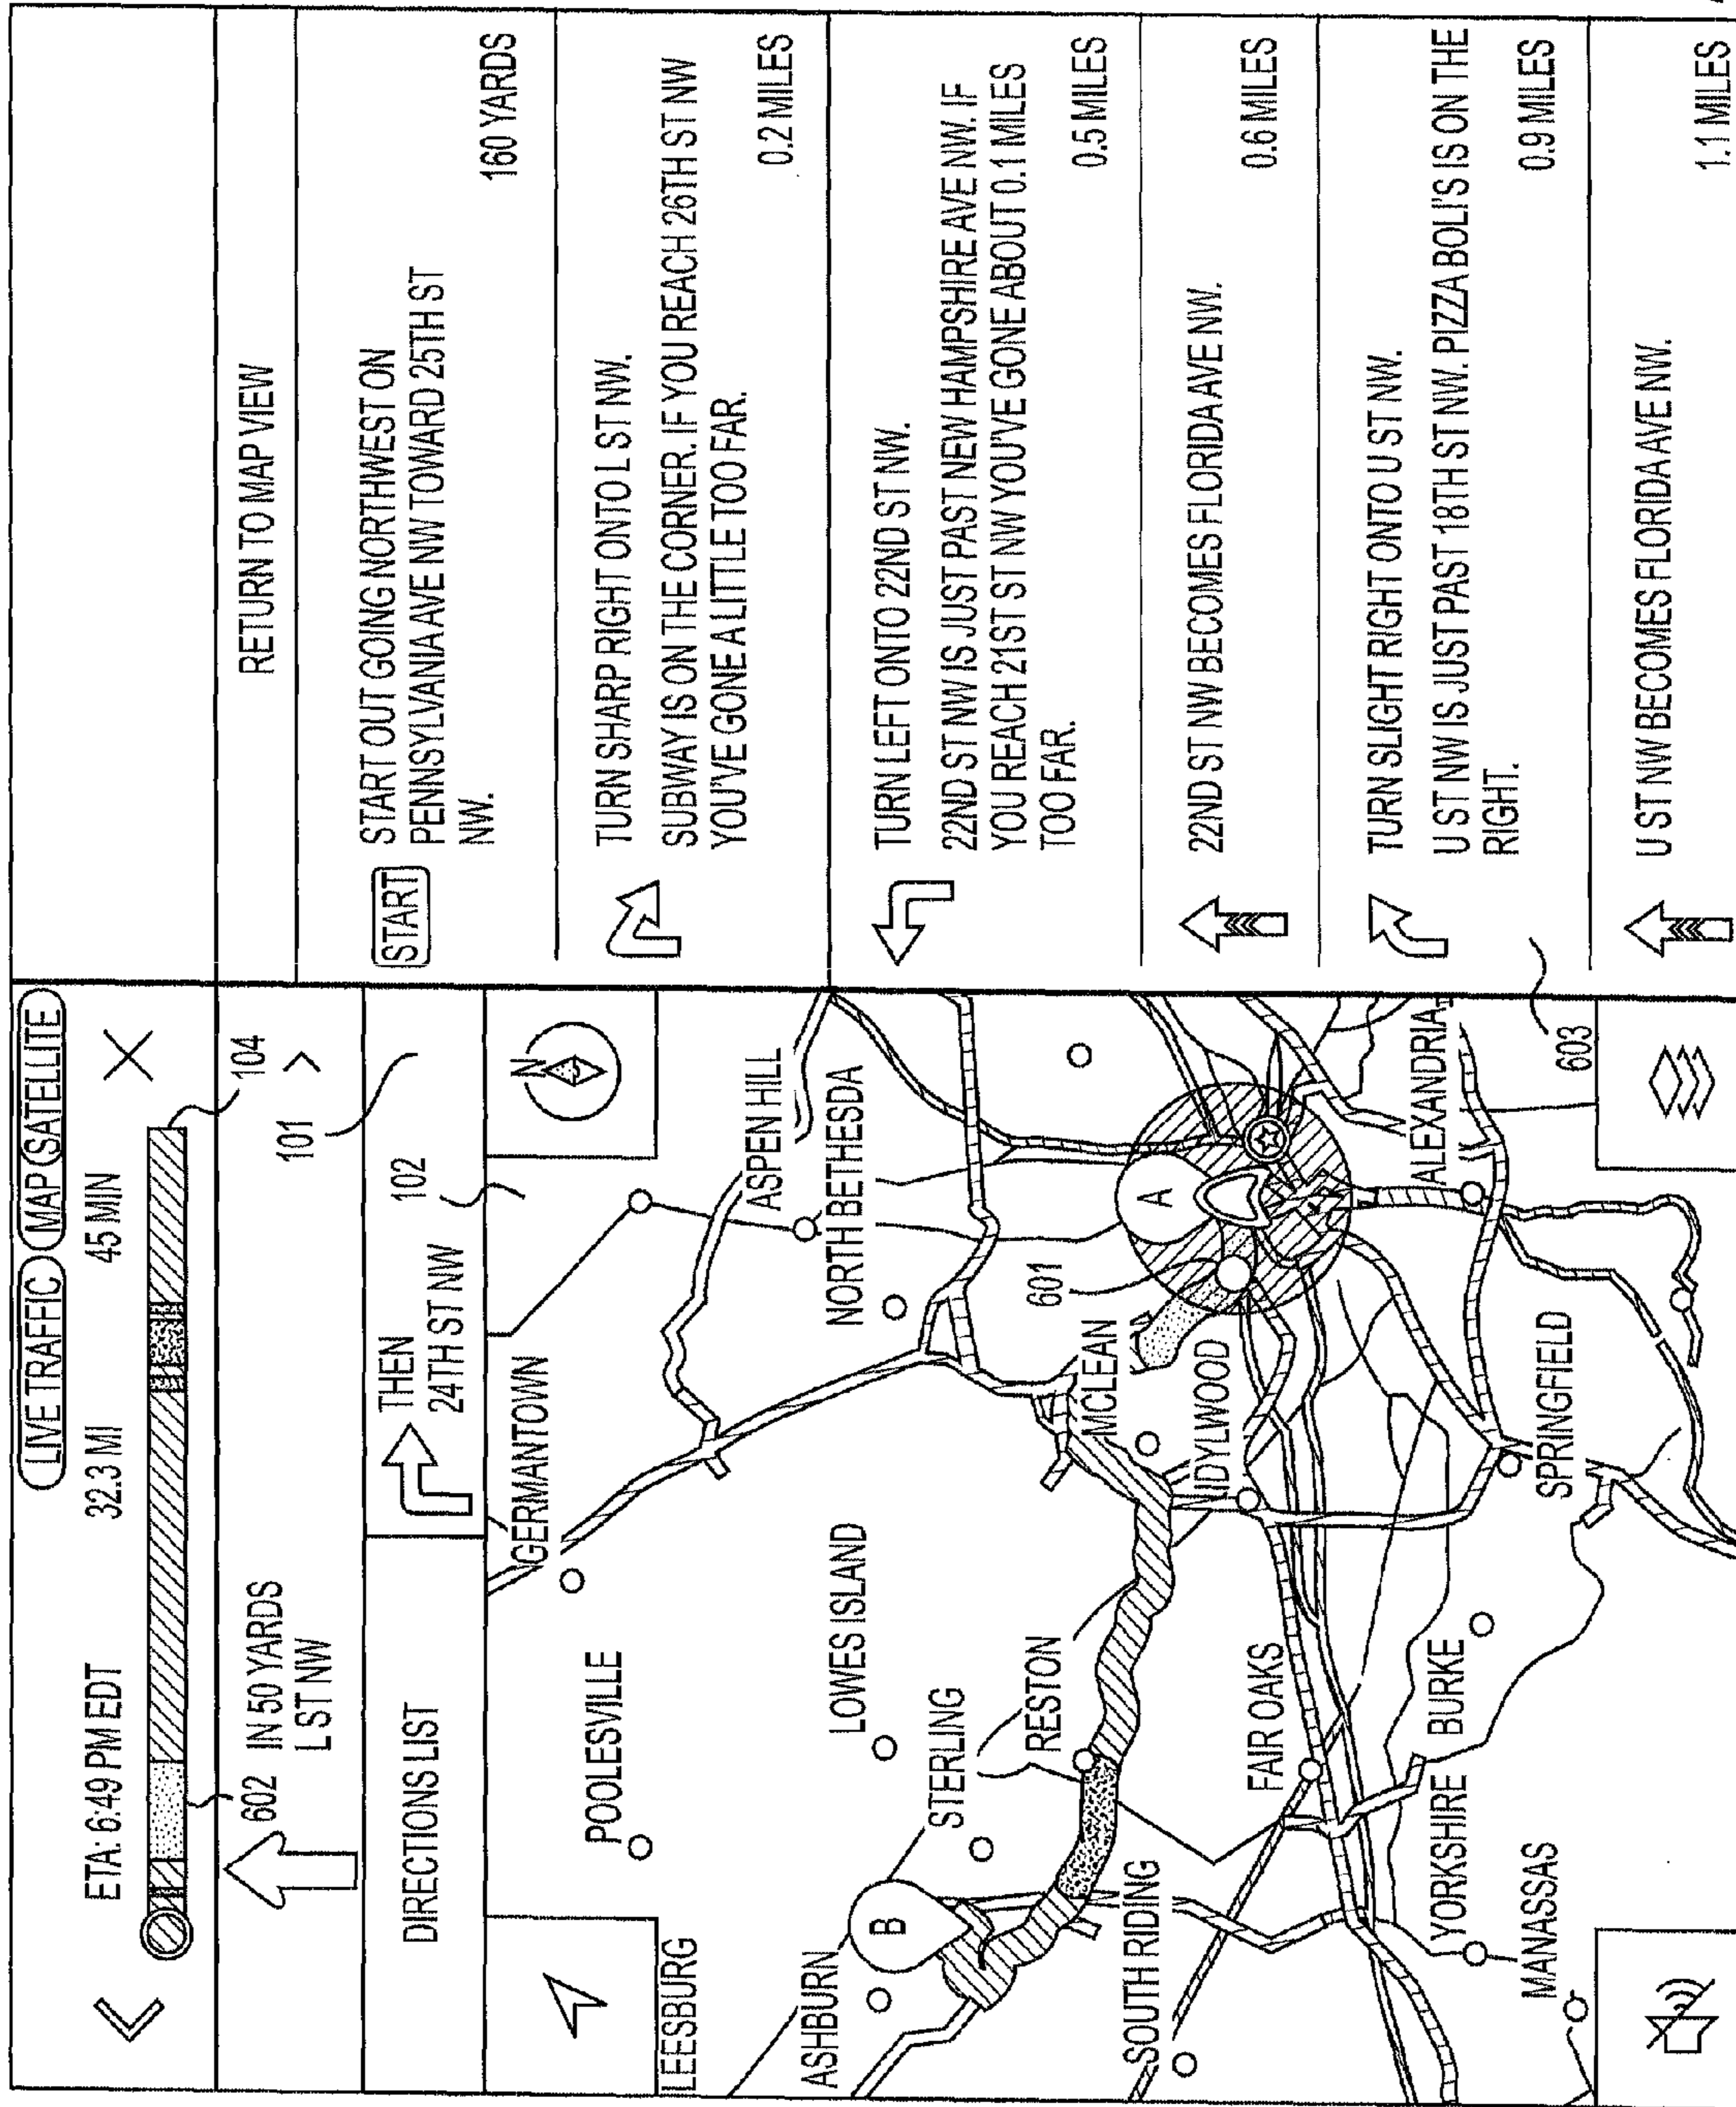 LIVE TRAFFIC MAP SATELLITE
ETA: 6:49 PM EDT 32.3 MI 45 MIN
104
602
IN 50 YARDS
L ST NW
101
DIRECTIONS LIST
THEN
24TH ST NW
102
N
GERMANTOWN
POOLESVILLE
LEESBURG
ASPEN HILL
NORTH BETHESDA
ASHBURN
B
LOWES ISLAND
STERLING
RESTON
601
A
MCLEAN
IDYLWOOD
SOUTH RIDING
FAIR OAKS
ALEXANDRIA
YORKSHIRE
BURKE
SPRINGFIELD
MANASSAS
603
RETURN TO MAP VIEW
START
START OUT GOING NORTHWEST ON
PENNSYLVANIA AVE NW TOWARD 25TH ST
NW.
160 YARDS
TURN SHARP RIGHT ONTO L ST NW.
SUBWAY IS ON THE CORNER. IF YOU REACH 26TH ST NW
YOU'VE GONE A LITTLE TOO FAR.
0.2 MILES
TURN LEFT ONTO 22ND ST NW.
22ND ST NW IS JUST PAST NEW HAMPSHIRE AVE NW. IF
YOU REACH 21ST ST NW YOU'VE GONE ABOUT 0.1 MILES
TOO FAR.
0.5 MILES
22ND ST NW BECOMES FLORIDA AVE NW.
0.6 MILES
TURN SLIGHT RIGHT ONTO U ST NW.
U ST NW IS JUST PAST 18TH ST NW. PIZZA BOLI'S IS ON THE
RIGHT.
0.9 MILES
U ST NW BECOMES FLORIDA AVE NW.
1.1 MILES